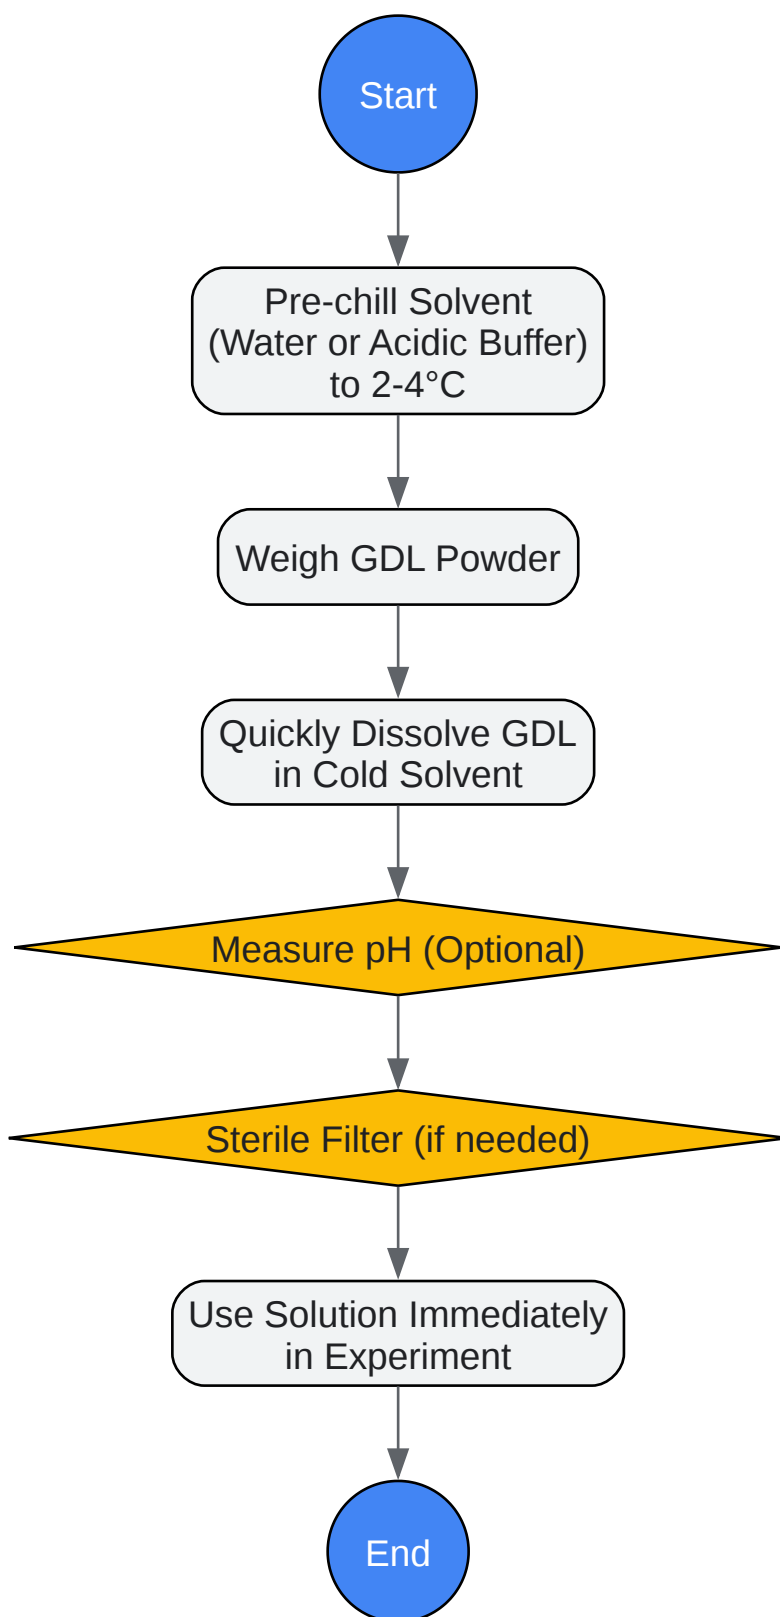 Start
Pre-chill Solvent
(Water or Acidic Buffer)
to 2-4°C
Weigh GDL Powder
Quickly Dissolve GDL
in Cold Solvent
Measure pH (Optional)
Sterile Filter (if needed)
Use Solution Immediately
in Experiment
End